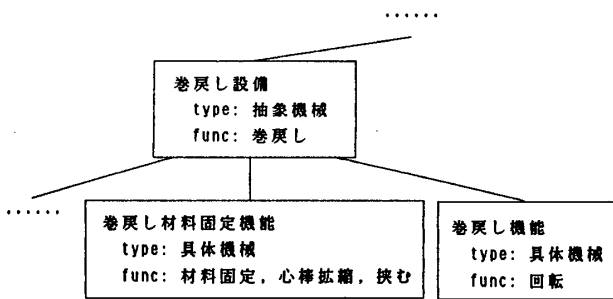 ······
巻戻し設備
type: 抽象機械
func: 巻戻し
······
巻戻し材料固定機能
type: 具体機械
func: 材料固定, 心棒拡縮, 挟む
巻戻し機能
type: 具体機械
func: 回転